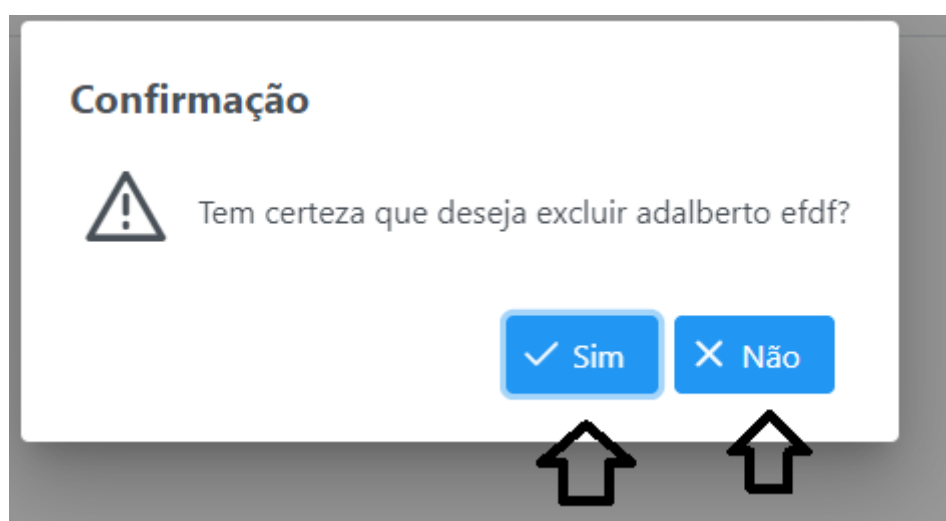 Confirmação
Tem certeza que deseja excluir adalberto efdf?
Sim
Não